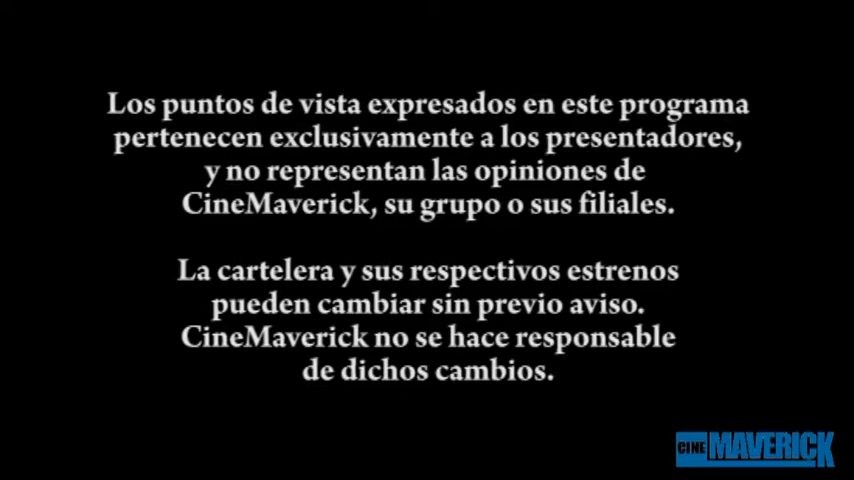 Los puntos de vista expresados en este programa
pertenecen exclusivamente a los presentadores,
y no representan las opiniones de
CineMaverick, su grupo o sus filiales.
La cartelera y sus respectivos estrenos
pueden cambiar sin previo aviso.
CineMaverick no se hace responsable
de dichos cambios.
CINE MAVERICK